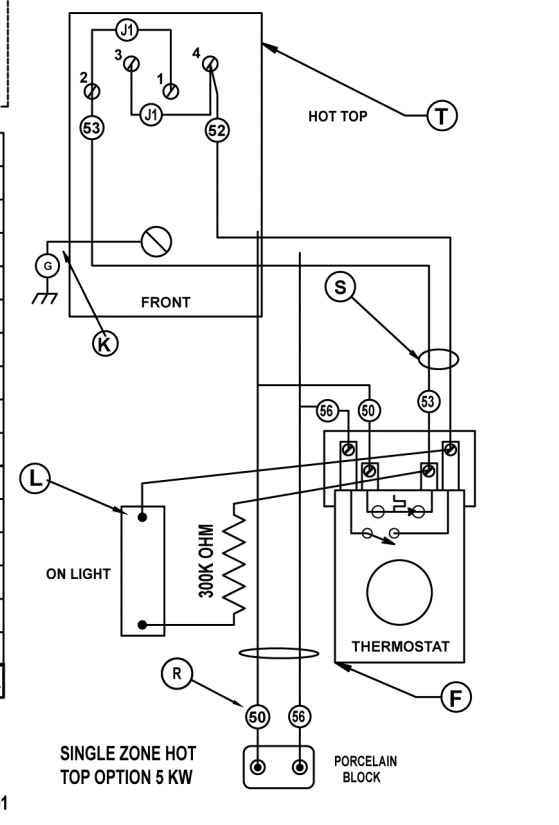 J1
3
4
2
1
J1
53
52
HOT TOP
T
G
S
FRONT
K
56
50
53
L
300K OHM
ON LIGHT
THERMOSTAT
R
F
50
56
SINGLE ZONE HOT
TOP OPTION 5 KW
PORCELAIN
BLOCK